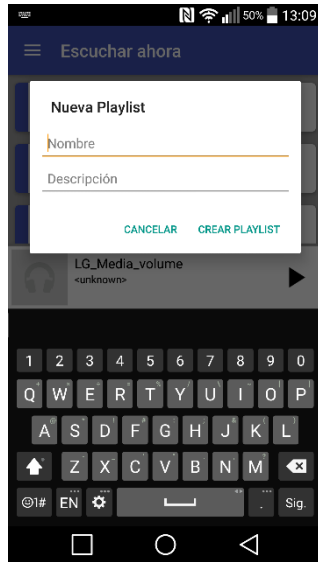 50% 13:09
Escuchar ahora
Nueva Playlist
Nombre
Descripción
CANCELAR CREAR PLAYLIST
LG_Media_volume
<unknown>
1 2 3 4 5 6 7 8 9 0
Q W E R T Y U I O P
A S D F G H J K L
Z X C V B N M
☺1# EN . Sig.